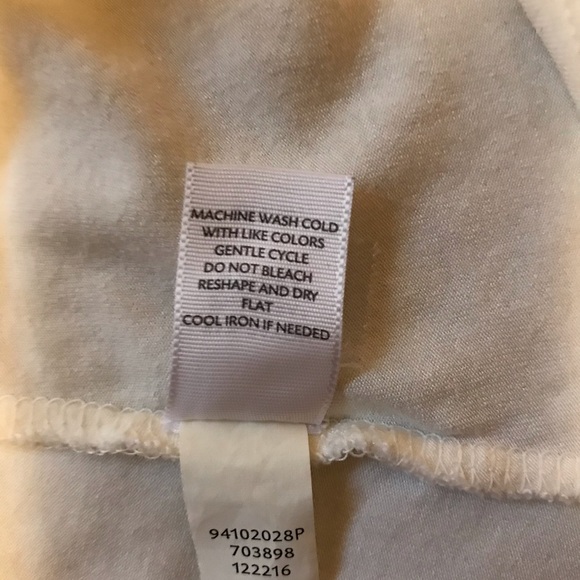 MACHINE WASH COLD
WITH LIKE COLORS
GENTLE CYCLE
DO NOT BLEACH
RESHAPE AND DRY
FLAT
COOL IRON IF NEEDED
94102028P
703898
122216